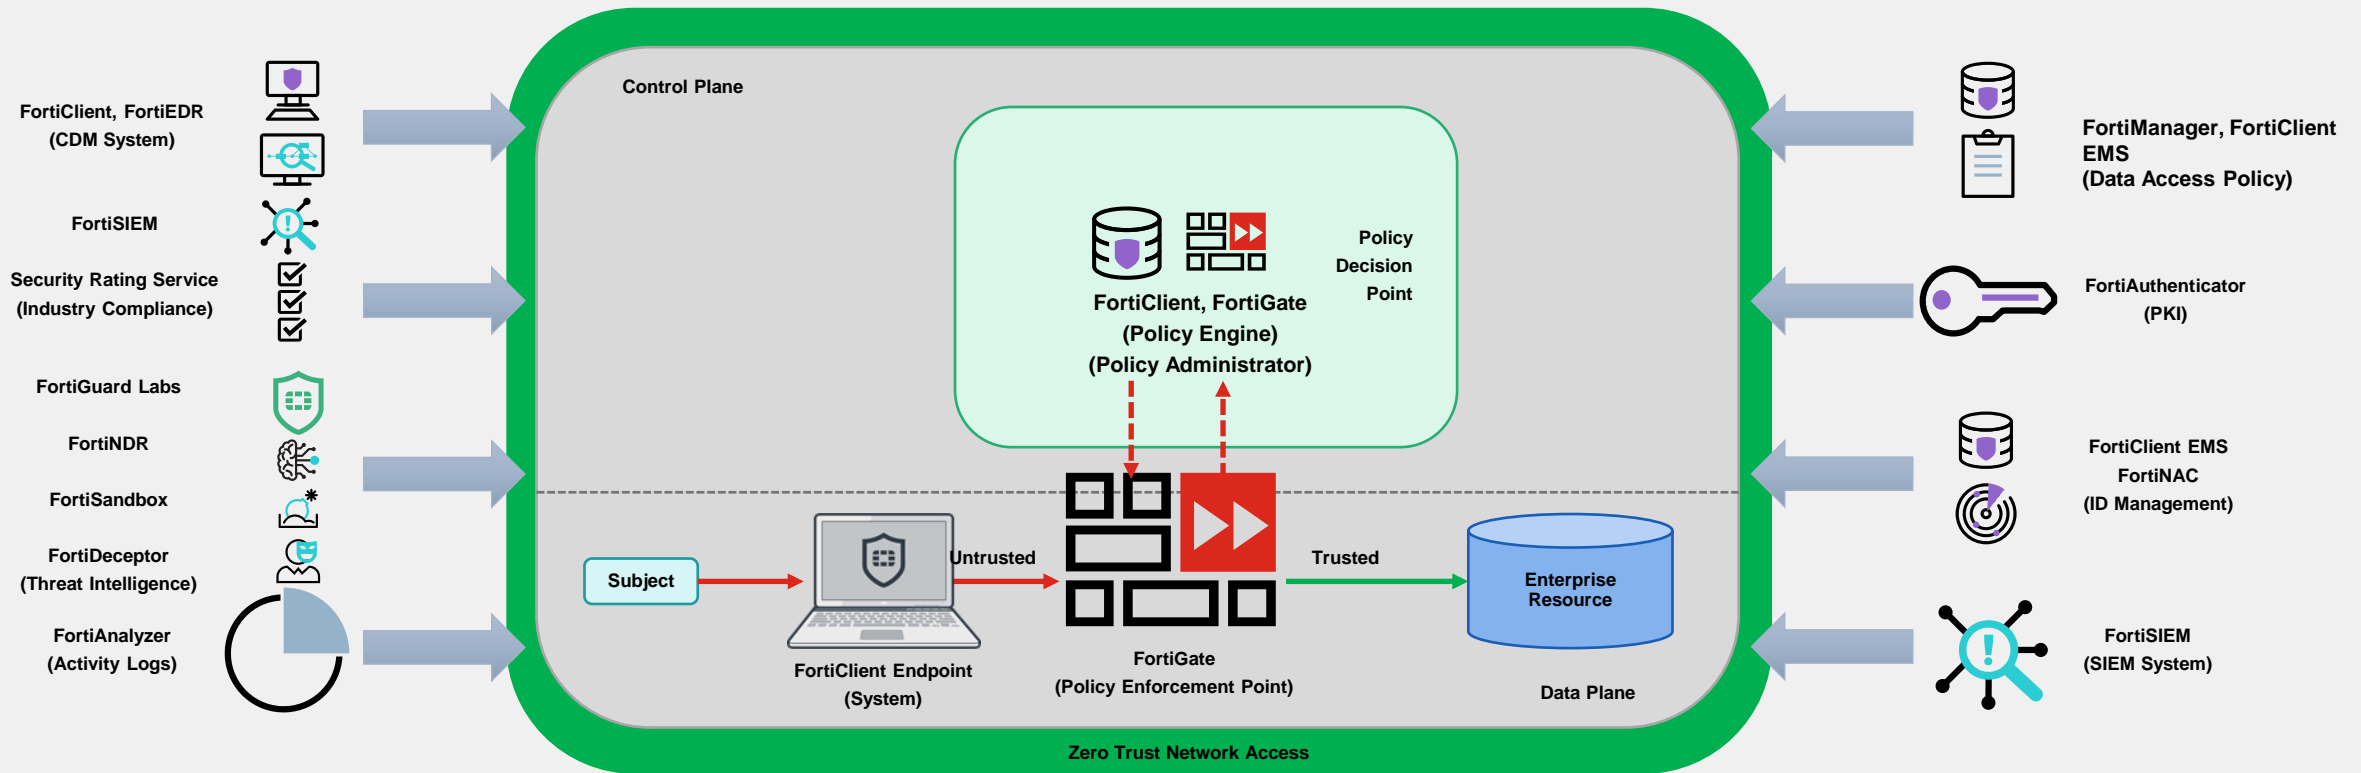 FortiClient, FortiEDR
(CDM System)
FortiSIEM
Security Rating Service
(Industry Compliance)
FortiGuard Labs
FortiNDR
FortiSandbox
FortiDeceptor
(Threat Intelligence)
FortiAnalyzer
(Activity Logs)
Control Plane
Policy
Decision
Point
FortiClient, FortiGate
(Policy Engine)
(Policy Administrator)
Subject
Untrusted
Trusted
Enterprise
Resource
FortiClient Endpoint
(System)
FortiGate
(Policy Enforcement Point)
Data Plane
Zero Trust Network Access
FortiManager, FortiClient
EMS
(Data Access Policy)
FortiAuthenticator
(PKI)
FortiClient EMS
FortiNAC
(ID Management)
FortiSIEM
(SIEM System)